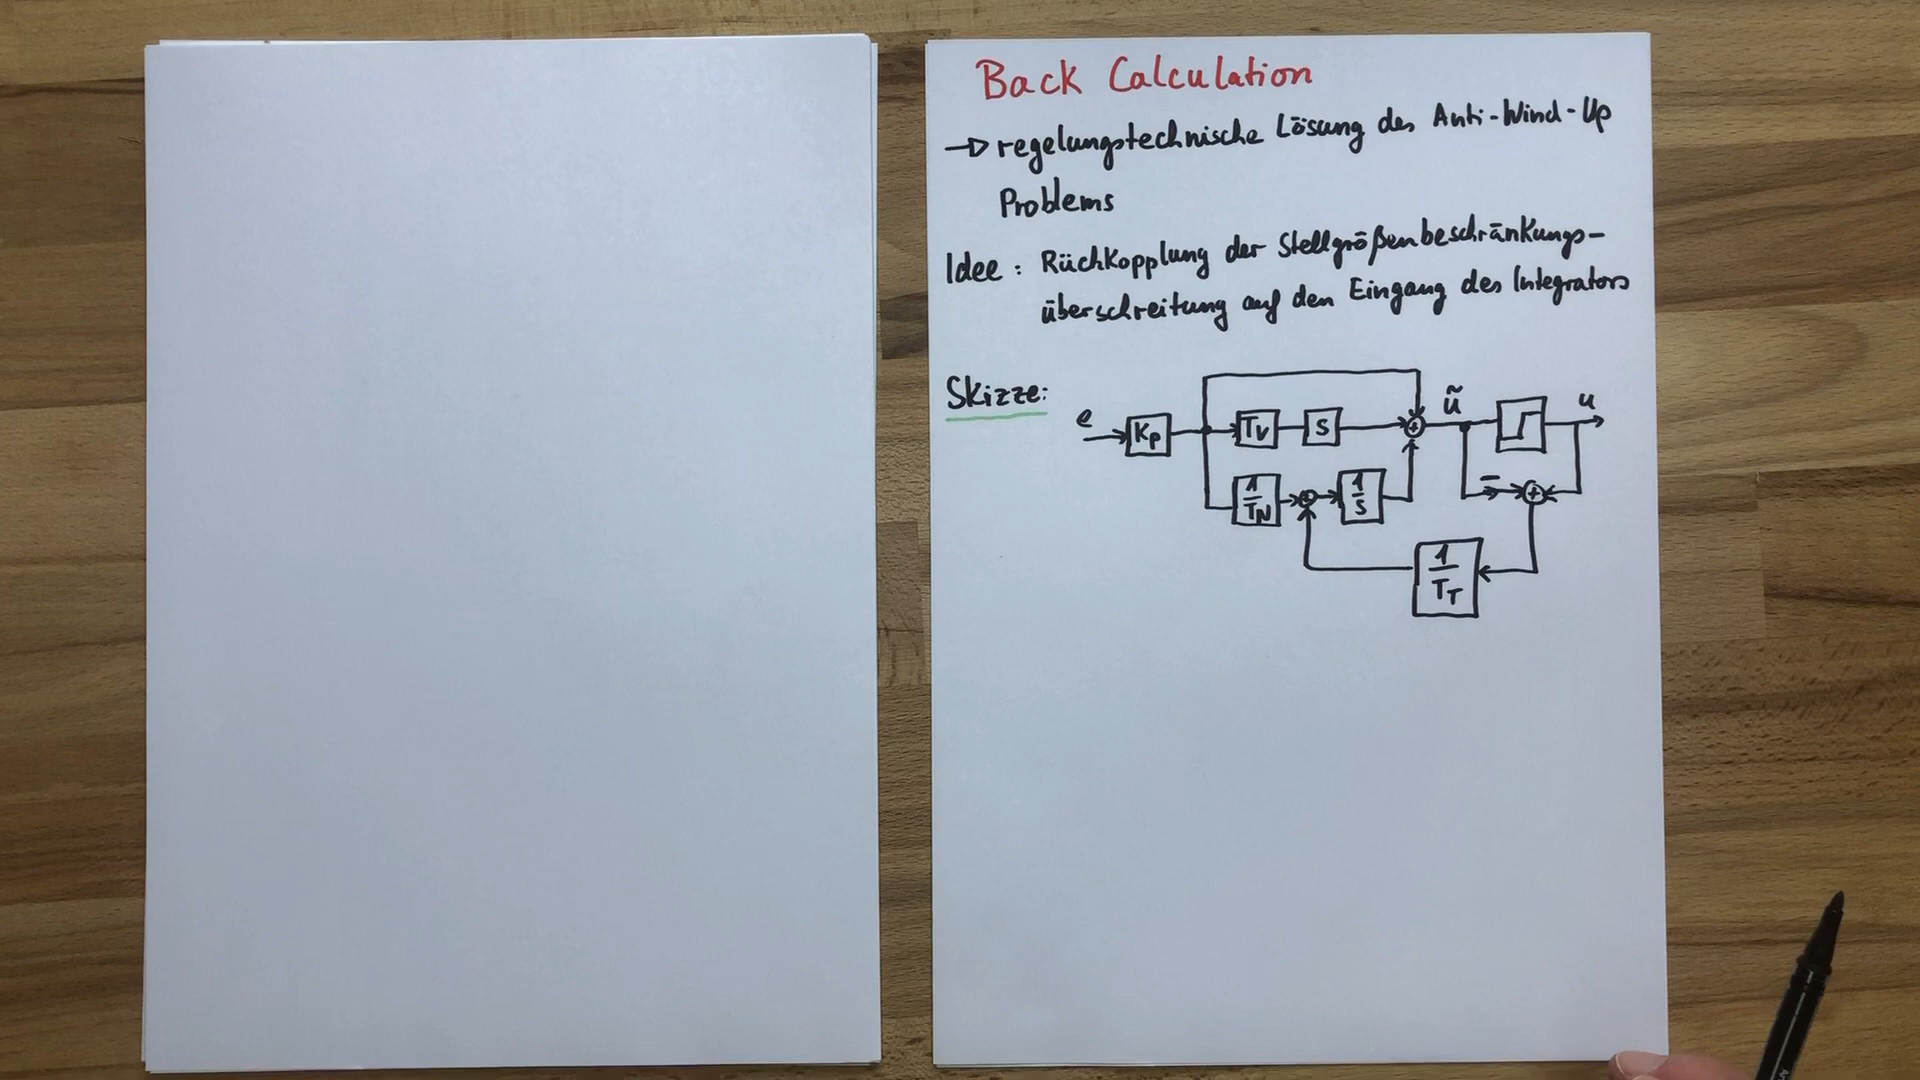 Back Calculation
→ regelungstechnische Lösung des Anti-Wind-Up
Problems
Idee: Rückkopplung der Stellgrößenbeschränkungs-
überschreitung auf den Eingang des Integrators
Skizze:
e
Kp
TV
S
+
ũ
u
1/TN
+
1/S
-
+
1/TT